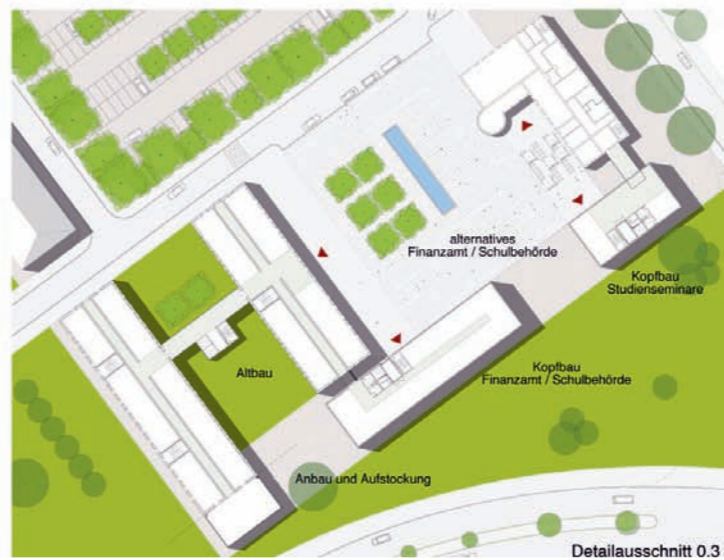 alternatives
Finanzamt / Schulbehörde
Kopfbau
Studienseminare
Altbau
Kopfbau
Finanzamt / Schulbehörde
Anbau und Aufstockung
Detailausschnitt 0.3